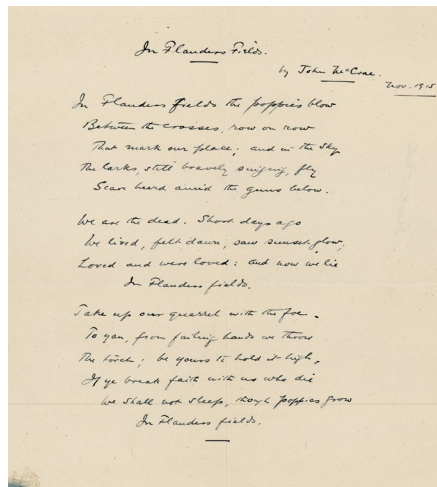 In Flanders Fields.
by John McCrae.
Nov. 1915
In Flanders fields the poppies blow
Between the crosses, row on row
That mark our place; and in the sky
The larks, still bravely singing, fly
Scarce heard amid the guns below.
We are the dead. Short days ago
We lived, felt dawn, saw sunset glow,
Loved and were loved; and now we lie
In Flanders fields.
Take up our quarrel with the foe.
To you, from failing hands we throw
The torch; be yours to hold it high,
If ye break faith with us who die
We shall not sleep, though poppies grow
In Flanders fields.